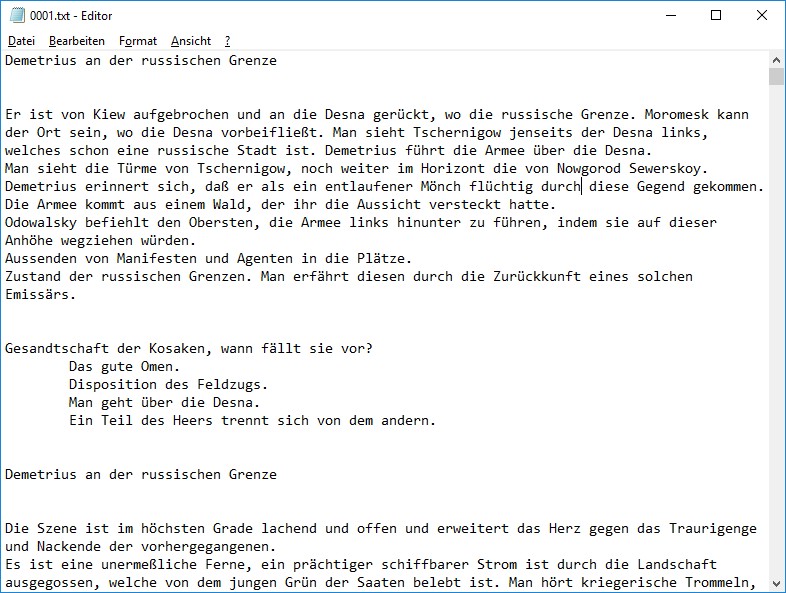 0001.txt - Editor
Datei Bearbeiten Format Ansicht ?
Demetrius an der russischen Grenze
Er ist von Kiew aufgebrochen und an die Desna gerückt, wo die russische Grenze. Moromesk kann
der Ort sein, wo die Desna vorbeifließt. Man sieht Tschernigow jenseits der Desna links,
welches schon eine russische Stadt ist. Demetrius führt die Armee über die Desna.
Man sieht die Türme von Tschernigow, noch weiter im Horizont die von Nowgorod Sewerskoy.
Demetrius erinnert sich, daß er als ein entlaufener Mönch flüchtig durch diese Gegend gekommen.
Die Armee kommt aus einem Wald, der ihr die Aussicht versteckt hatte.
Odowalsky befiehlt den Obersten, die Armee links hinunter zu führen, indem sie auf dieser
Anhöhe wegziehen würden.
Aussenden von Manifesten und Agenten in die Plätze.
Zustand der russischen Grenzen. Man erfährt diesen durch die Zurückkunft eines solchen
Emissärs.
Gesandtschaft der Kosaken, wann fällt sie vor?
Das gute Omen.
Disposition des Feldzugs.
Man geht über die Desna.
Ein Teil des Heers trennt sich von dem andern.
Demetrius an der russischen Grenze
Die Szene ist im höchsten Grade lachend und offen und erweitert das Herz gegen das Traurigenge
und Nackende der vorhergegangenen.
Es ist eine unermeßliche Ferne, ein prächtiger schiffbarer Strom ist durch die Landschaft
ausgegossen, welche von dem jungen Grün der Saaten belebt ist. Man hört kriegerische Trommeln,